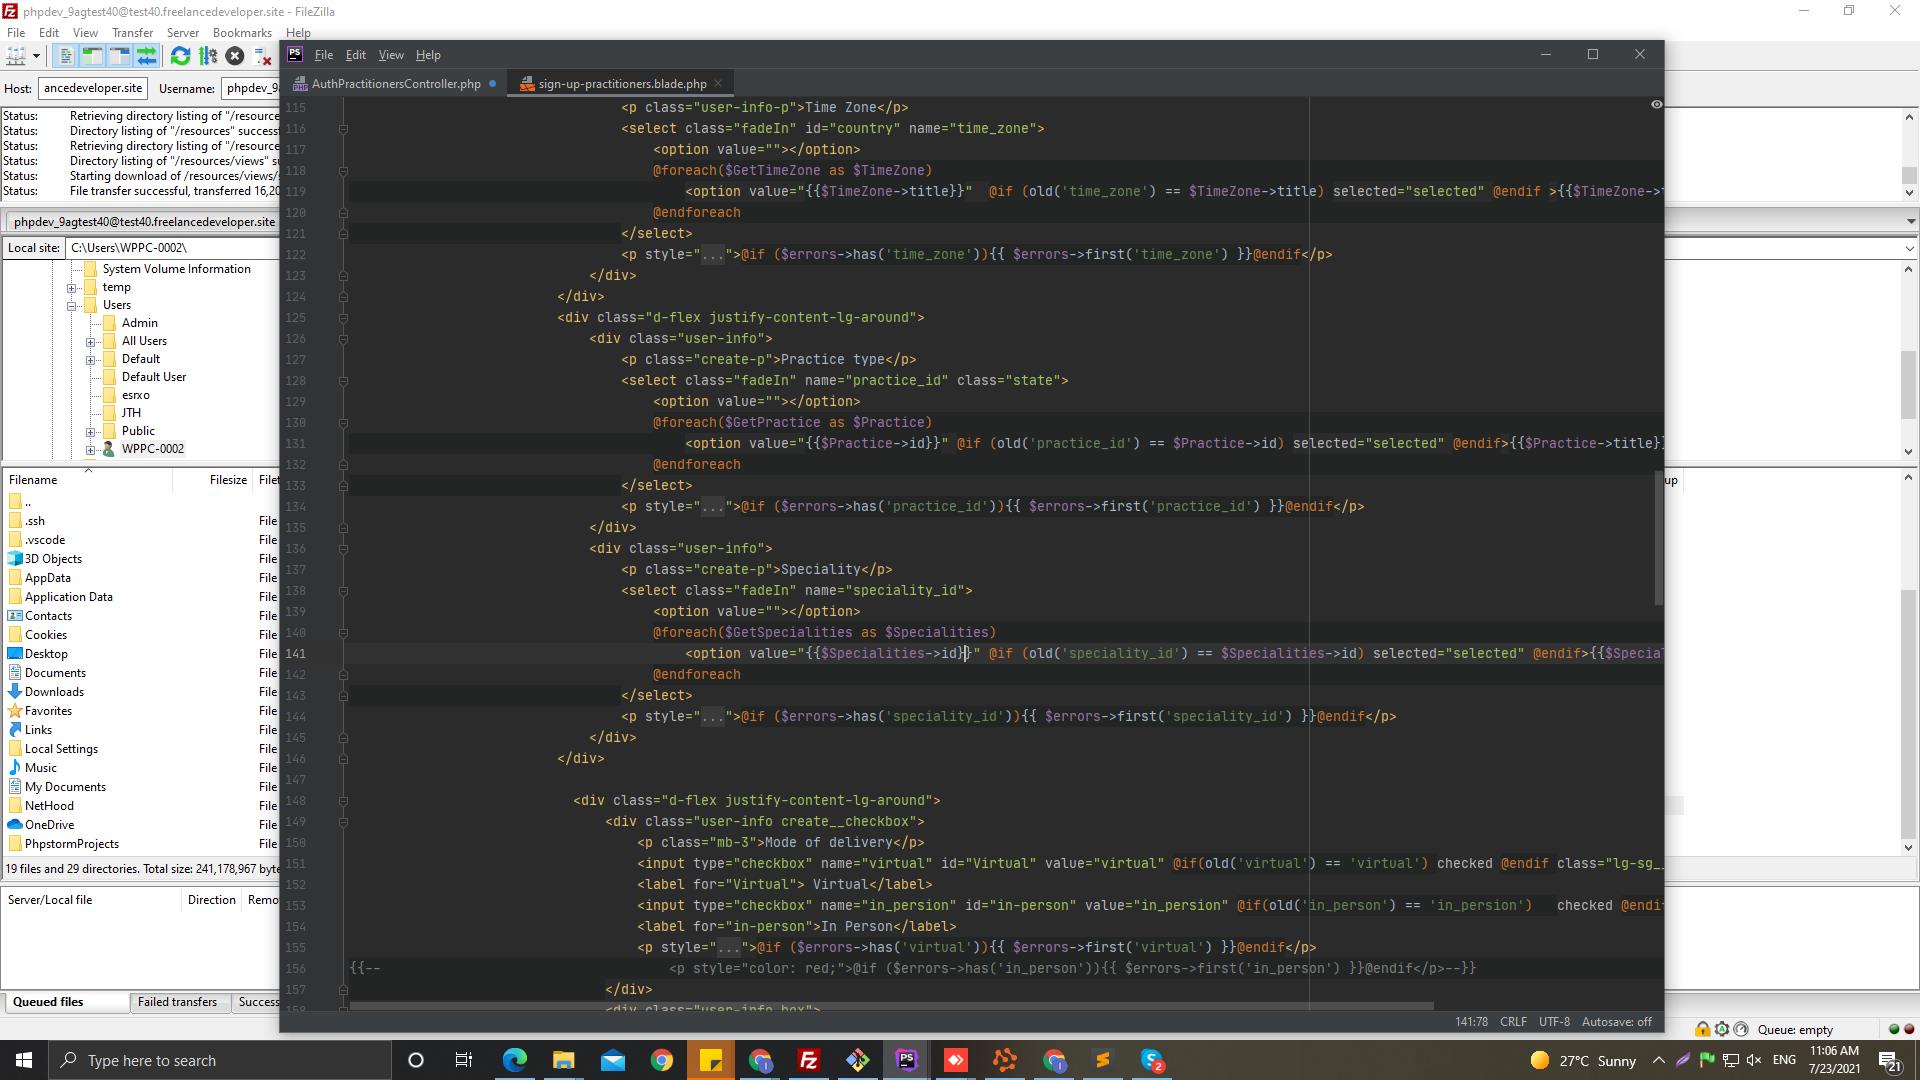 phpdev_9agtest40@test40.freelancedeveloper.site - FileZilla
File Edit View Transfer Server Bookmarks Help
PS File Edit View Help
Host: ancedeveloper.site Username: phpdev_9
AuthPractitionersController.php sign-up-practitioners.blade.php
Status: Retrieving directory listing of "/resource
Status: Directory listing of "/resources" success
Status: Retrieving directory listing of "/resource
Status: Directory listing of "/resources/views" su
Status: Starting download of /resources/views/
Status: File transfer successful, transferred 16,20
phpdev_9agtest40@test40.freelancedeveloper.site
Local site: C:\Users\WPPC-0002\
System Volume Information
temp
Users
Admin
All Users
Default
Default User
esrxo
JTH
Public
WPPC-0002
Filename Filesize Filet
..
.ssh File
.vscode File
3D Objects File
AppData File
Application Data File
Contacts File
Cookies File
Desktop File
Documents File
Downloads File
Favorites File
Links File
Local Settings File
Music File
My Documents File
NetHood File
OneDrive File
PhpstormProjects File
19 files and 29 directories. Total size: 241,178,967 byte
Server/Local file Direction Remo
Queued files Failed transfers Success
115 <p class="user-info-p">Time Zone</p>
116 <select class="fadeIn" id="country" name="time_zone">
117 <option value=""></option>
118 @foreach($GetTimeZone as $TimeZone)
119 <option value="{{$TimeZone->title}}" @if (old('time_zone') == $TimeZone->title) selected="selected" @endif >{{$TimeZone->t
120 @endforeach
121 </select>
122 <p style="...">@if ($errors->has('time_zone')){{ $errors->first('time_zone') }}@endif</p>
123 </div>
124 </div>
125 <div class="d-flex justify-content-lg-around">
126 <div class="user-info">
127 <p class="create-p">Practice type</p>
128 <select class="fadeIn" name="practice_id" class="state">
129 <option value=""></option>
130 @foreach($GetPractice as $Practice)
131 <option value="{{$Practice->id}}" @if (old('practice_id') == $Practice->id) selected="selected" @endif>{{$Practice->title}}
132 @endforeach
133 </select>
134 <p style="...">@if ($errors->has('practice_id')){{ $errors->first('practice_id') }}@endif</p>
135 </div>
136 <div class="user-info">
137 <p class="create-p">Speciality</p>
138 <select class="fadeIn" name="speciality_id">
139 <option value=""></option>
140 @foreach($GetSpecialities as $Specialities)
141 <option value="{{$Specialities->id}}" @if (old('speciality_id') == $Specialities->id) selected="selected" @endif>{{$Special
142 @endforeach
143 </select>
144 <p style="...">@if ($errors->has('speciality_id')){{ $errors->first('speciality_id') }}@endif</p>
145 </div>
146 </div>
147
148 <div class="d-flex justify-content-lg-around">
149 <div class="user-info create__checkbox">
150 <p class="mb-3">Mode of delivery</p>
151 <input type="checkbox" name="virtual" id="Virtual" value="virtual" @if(old('virtual') == 'virtual') checked @endif class="lg-sg_
152 <label for="Virtual"> Virtual</label>
153 <input type="checkbox" name="in_persion" id="in-person" value="in_persion" @if(old('in_person') == 'in_persion') checked @endi
154 <label for="in-person">In Person</label>
155 <p style="...">@if ($errors->has('virtual')){{ $errors->first('virtual') }}@endif</p>
156 {{-- <p style="color: red;">@if ($errors->has('in_person')){{ $errors->first('in_person') }}@endif</p>--}}
157 </div>
158 <div class="user-info box">
up
141:78 CRLF UTF-8 Autosave: off
Queue: empty
Type here to search
27°C Sunny ENG 11:06 AM
7/23/2021
21
2